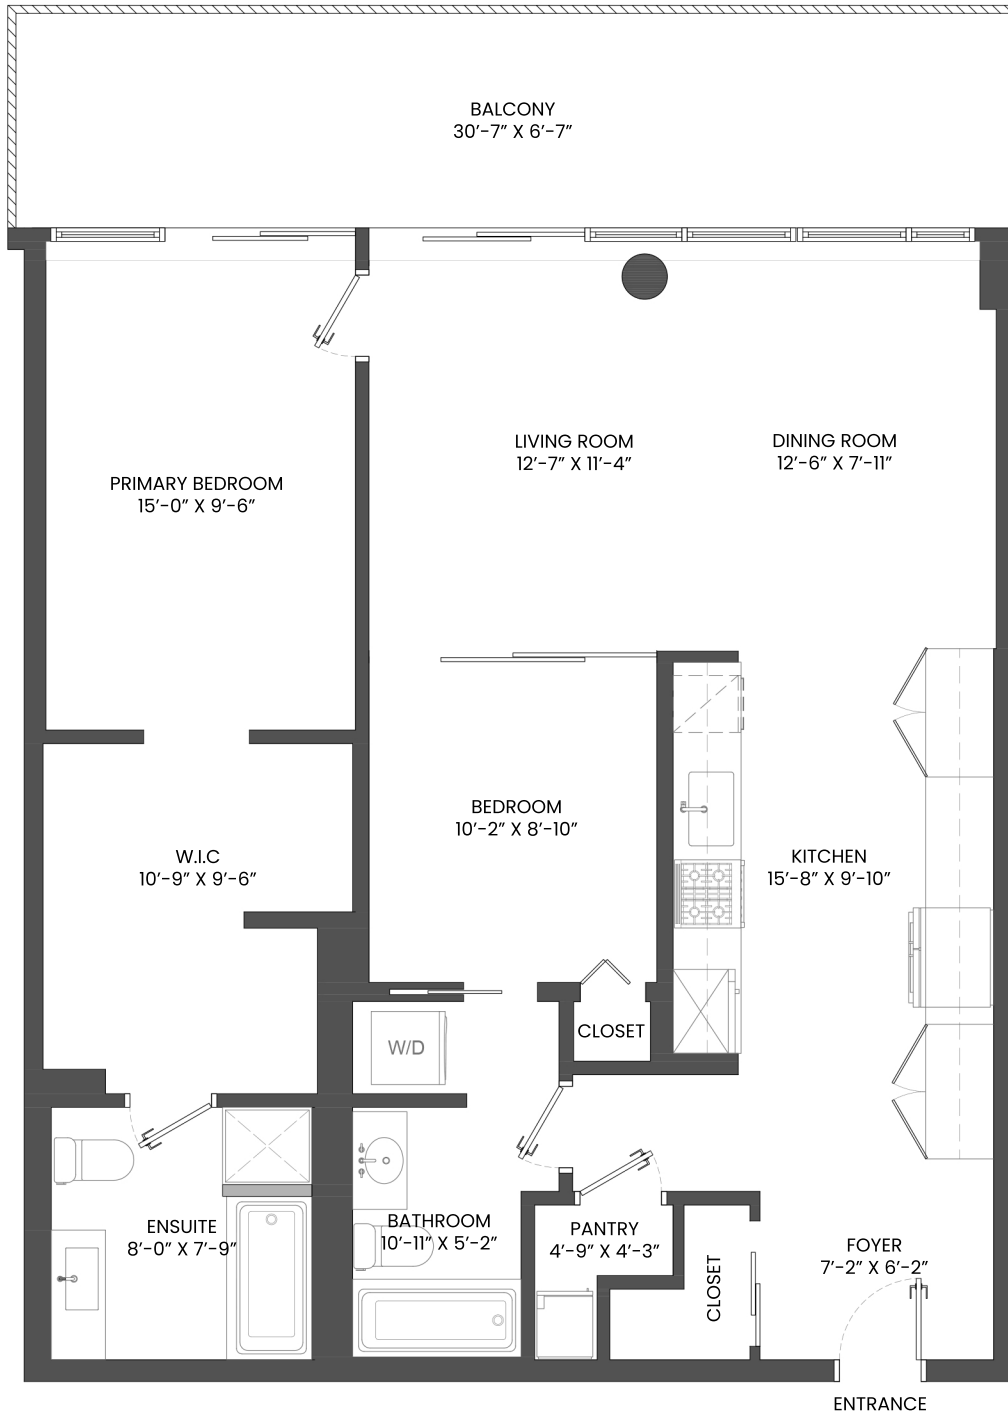 BALCONY
30’-7” X 6’-7”
LIVING ROOM
12’-7” X 11’-4”
DINING ROOM
12’-6” X 7’-11”
PRIMARY BEDROOM
15’-0” X 9’-6”
BEDROOM
10’-2” X 8’-10”
W.I.C
10’-9” X 9’-6”
KITCHEN
15’-8” X 9’-10”
CLOSET
W/D
ENSUITE
8’-0” X 7’-9”
BATHROOM
10’-11” X 5’-2”
PANTRY
4’-9” X 4’-3”
CLOSET
FOYER
7’-2” X 6’-2”
ENTRANCE